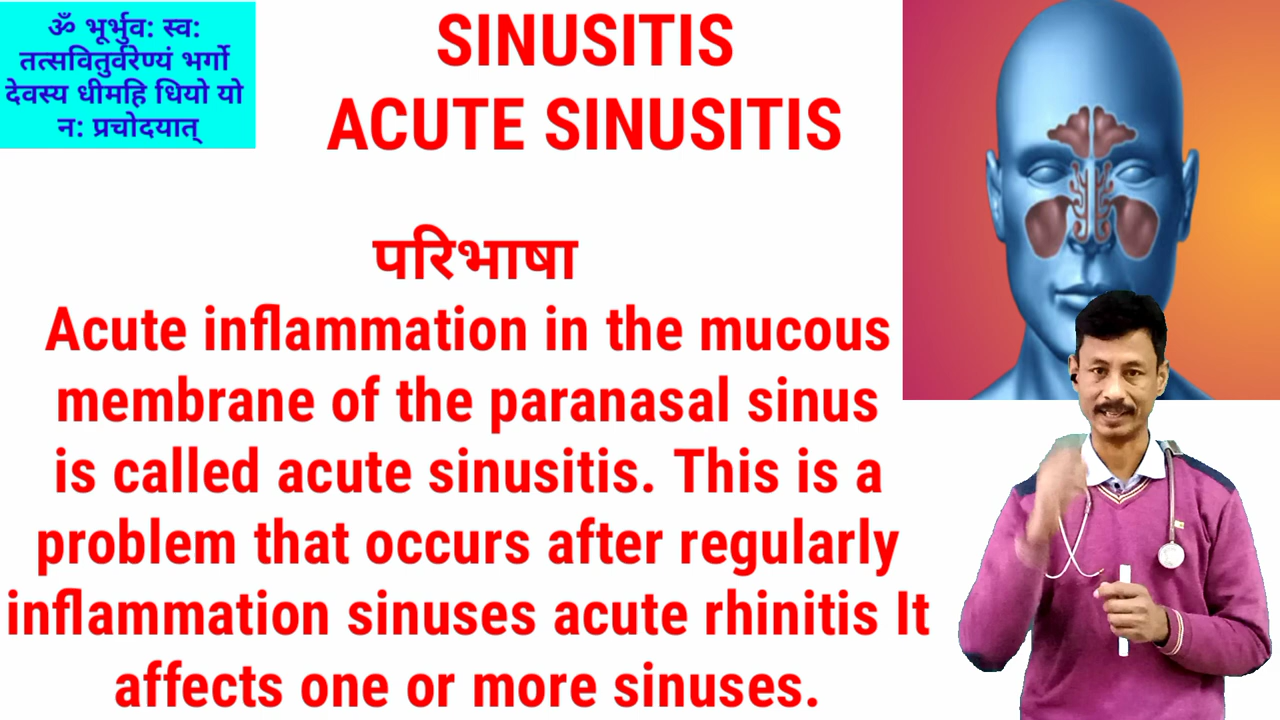 ॐ भूर्भुव: स्व:
तत्सवितुर्वरेण्यं भर्गो
देवस्य धीमहि धियो यो
न: प्रचोदयात्
SINUSITIS
ACUTE SINUSITIS
परिभाषा
Acute inflammation in the mucous
membrane of the paranasal sinus
is called acute sinusitis. This is a
problem that occurs after regularly
inflammation sinuses acute rhinitis It
affects one or more sinuses.